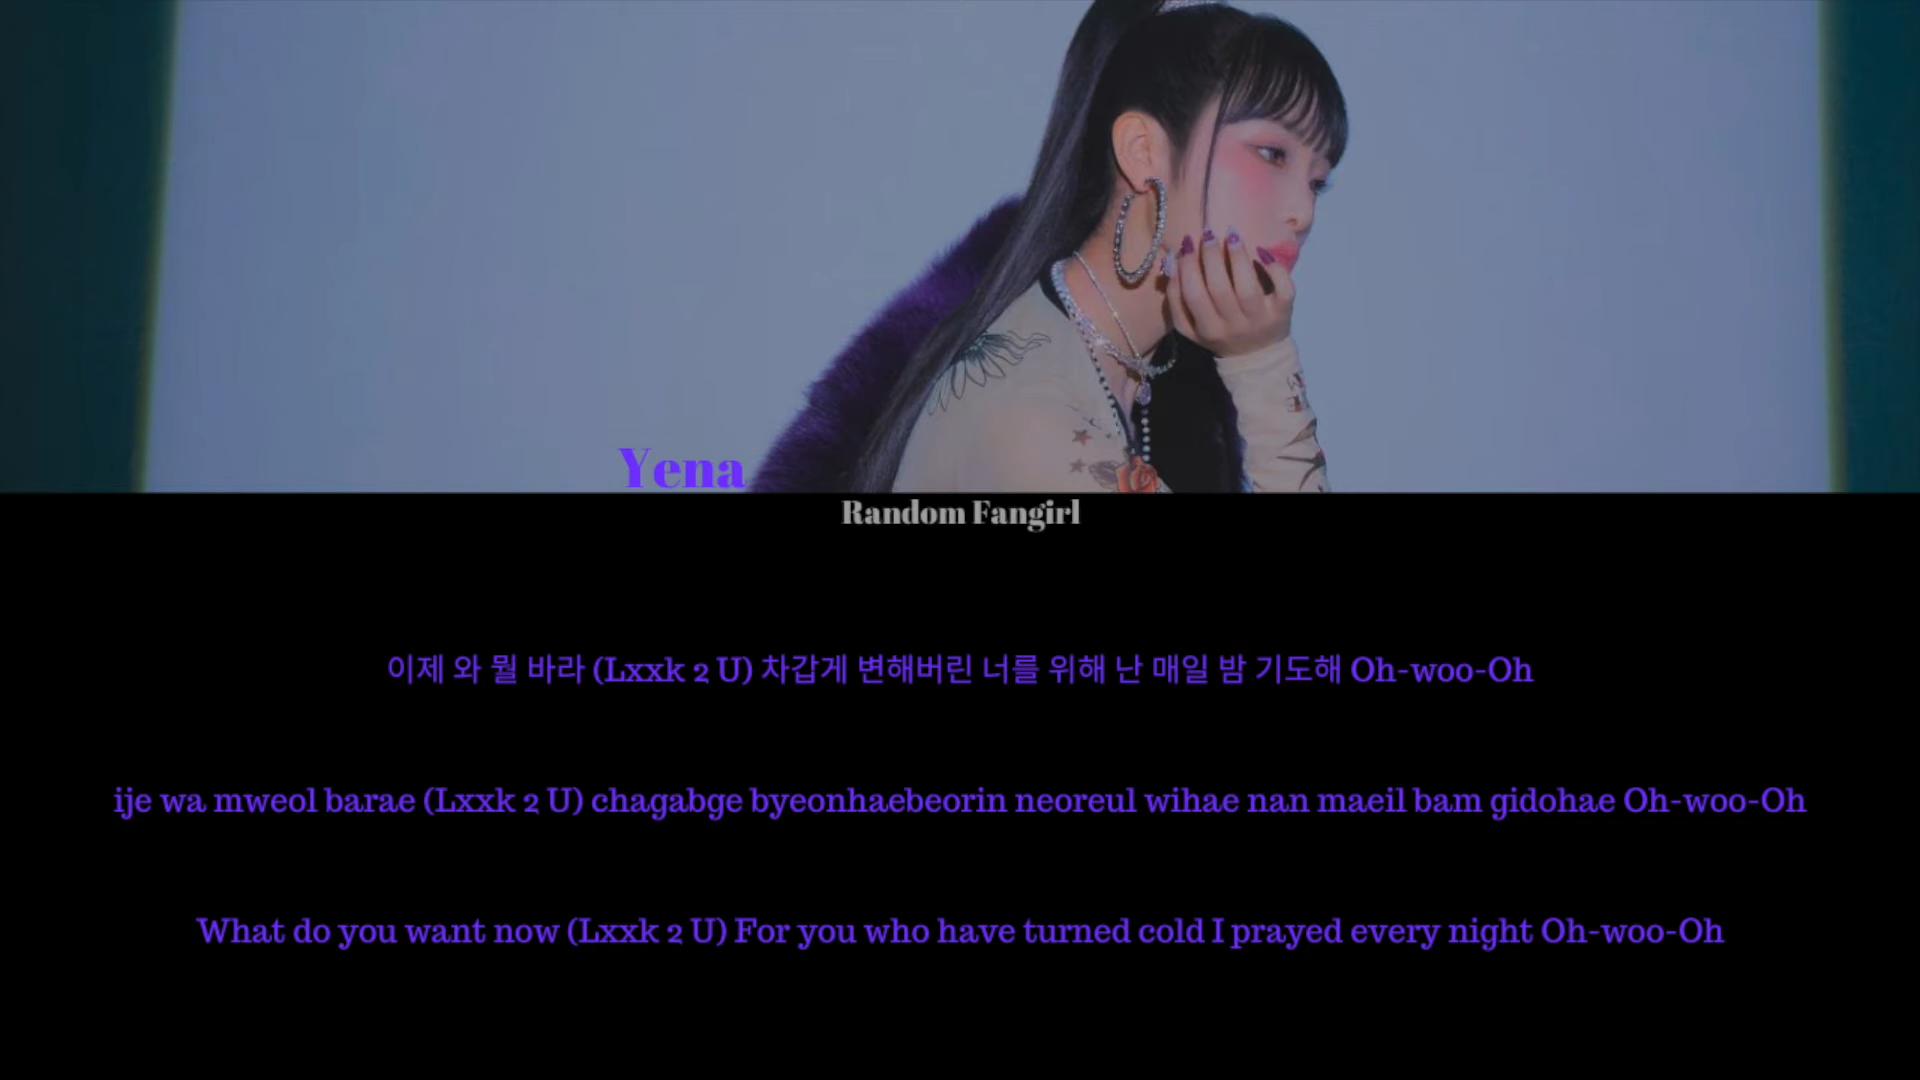 Yena
Random Fangirl
이제 와 뭘 바라 (Lxxk 2 U) 차갑게 변해버린 너를 위해 난 매일 밤 기도해 Oh-woo-Oh
ije wa mweol barae (Lxxk 2 U) chagabge byeonhaebeorin neoreul wihae nan maeil bam gidohae Oh-woo-Oh
What do you want now (Lxxk 2 U) For you who have turned cold I prayed every night Oh-woo-Oh